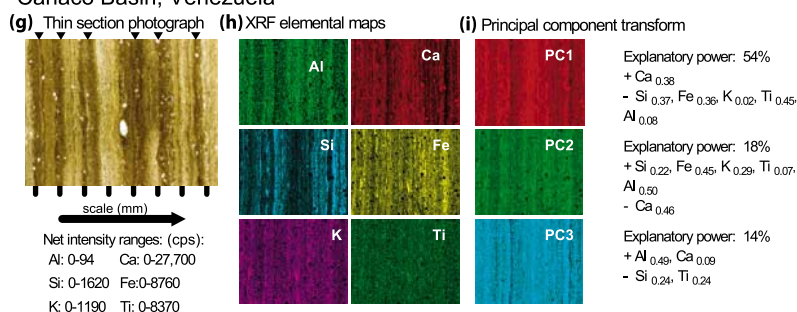 Cariaco Basin, Venezuela
(g) Thin section photograph
(h) XRF elemental maps
(i) Principal component transform
Al
Ca
Si
Fe
K
Ti
PC1
PC2
PC3
scale (mm)
Net intensity ranges: (cps):
Al: 0-94 Ca: 0-27,700
Si: 0-1620 Fe:0-8760
K: 0-1190 Ti: 0-8370
Explanatory power: 54%
+ Ca 0.38
- Si 0.37, Fe 0.36, K 0.02, Ti 0.45,
Al 0.08
Explanatory power: 18%
+ Si 0.22, Fe 0.45, K 0.29, Ti 0.07,
Al 0.50
- Ca 0.46
Explanatory power: 14%
+ Al 0.49, Ca 0.09
- Si 0.24, Ti 0.24